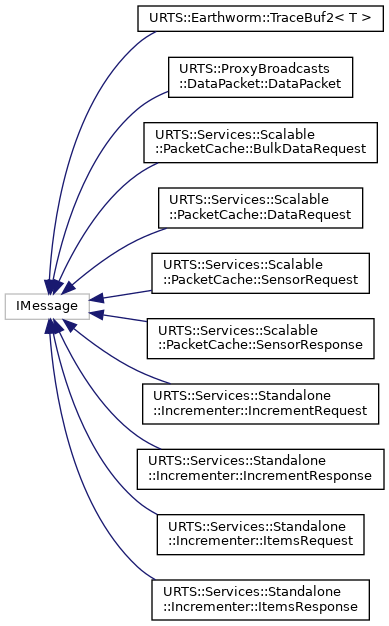 URTS::Earthworm::TraceBuf2< T >
URTS::ProxyBroadcasts
::DataPacket::DataPacket
URTS::Services::Scalable
::PacketCache::BulkDataRequest
URTS::Services::Scalable
::PacketCache::DataRequest
URTS::Services::Scalable
::PacketCache::SensorRequest
IMessage
URTS::Services::Scalable
::PacketCache::SensorResponse
URTS::Services::Standalone
::Incrementer::IncrementRequest
URTS::Services::Standalone
::Incrementer::IncrementResponse
URTS::Services::Standalone
::Incrementer::ItemsRequest
URTS::Services::Standalone
::Incrementer::ItemsResponse